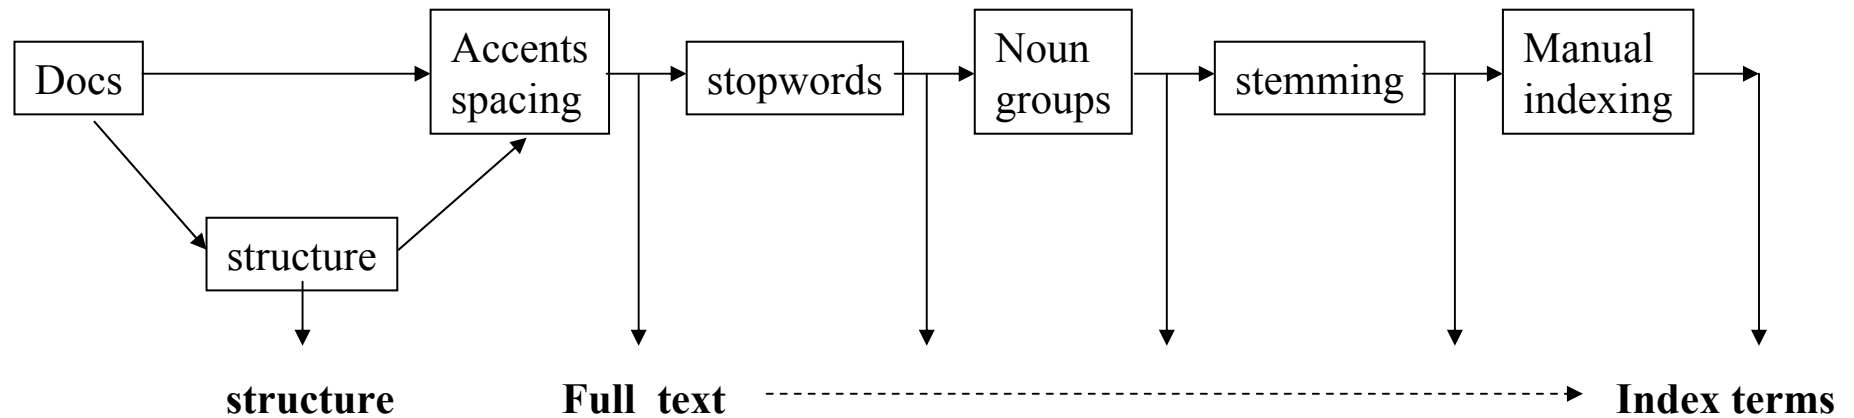 Docs
Accents
spacing
stopwords
Noun
groups
stemming
Manual
indexing
structure
structure
Full text
Index terms